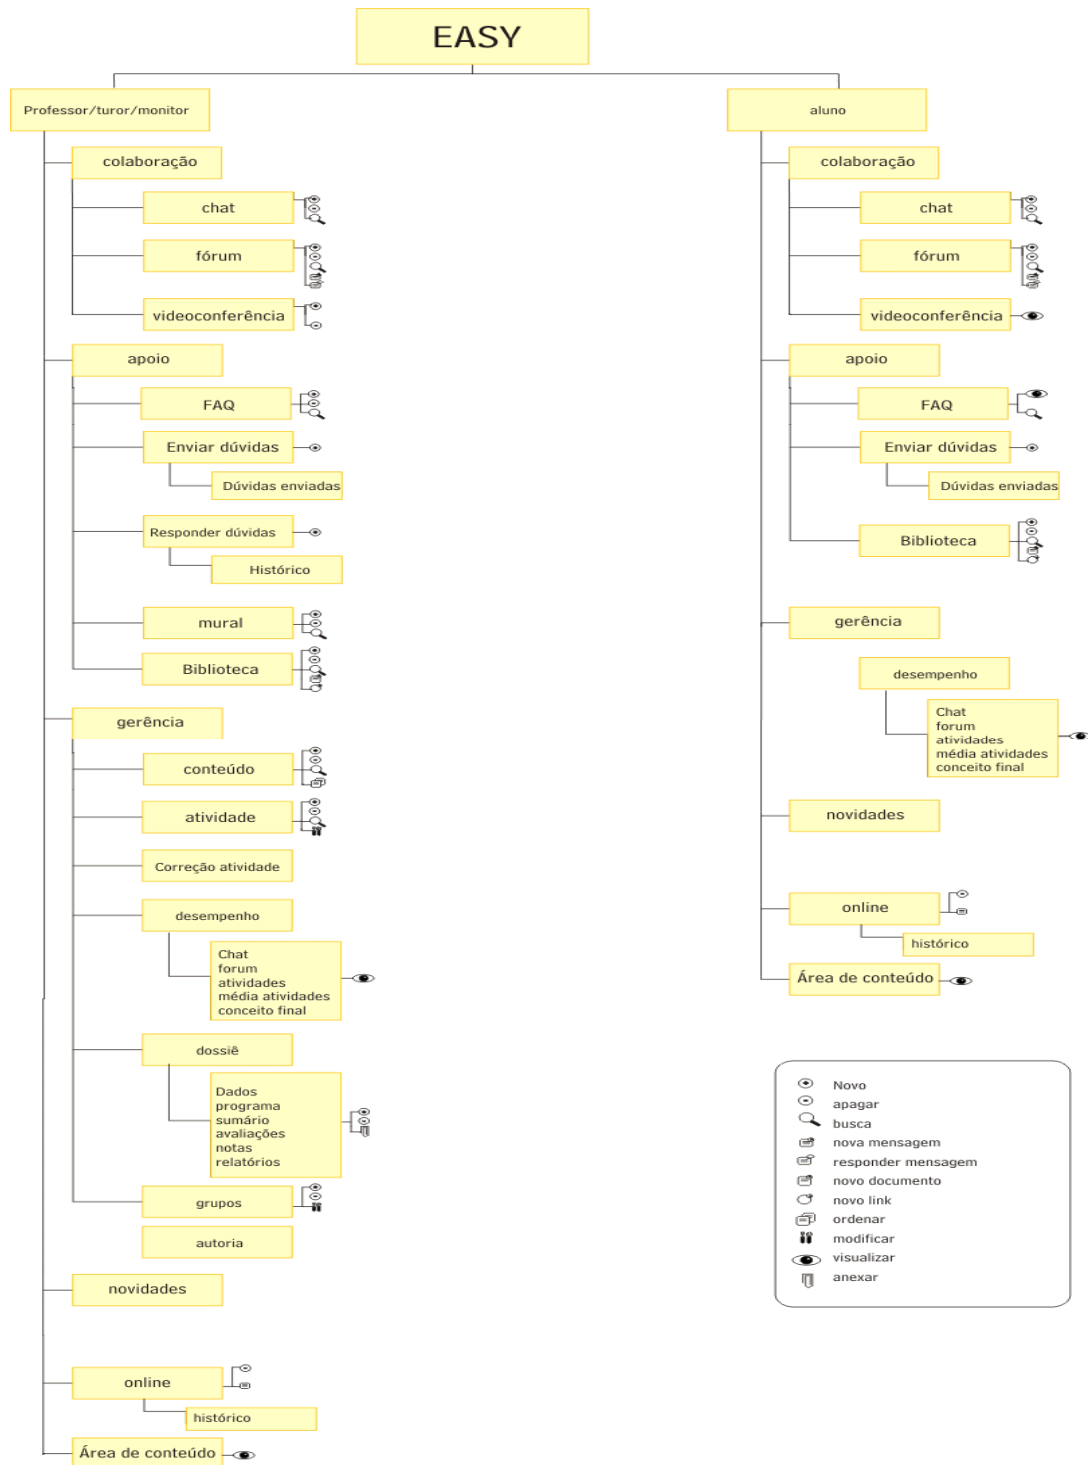 EASY
Professor/turor/monitor
colaboração
chat
fórum
videoconferência
apoio
FAQ
Enviar dúvidas
Dúvidas enviadas
Responder dúvidas
Histórico
mural
Biblioteca
gerência
conteúdo
atividade
Correção atividade
desempenho
Chat
forum
atividades
média atividades
conceito final
dossiê
Dados
programa
sumário
avaliações
notas
relatórios
grupos
autoria
novidades
online
histórico
Área de conteúdo
aluno
colaboração
chat
fórum
videoconferência
apoio
FAQ
Enviar dúvidas
Dúvidas enviadas
Biblioteca
gerência
desempenho
Chat
forum
atividades
média atividades
conceito final
novidades
online
histórico
Área de conteúdo
Novo
apagar
busca
nova mensagem
responder mensagem
novo documento
novo link
ordenar
modificar
visualizar
anexar